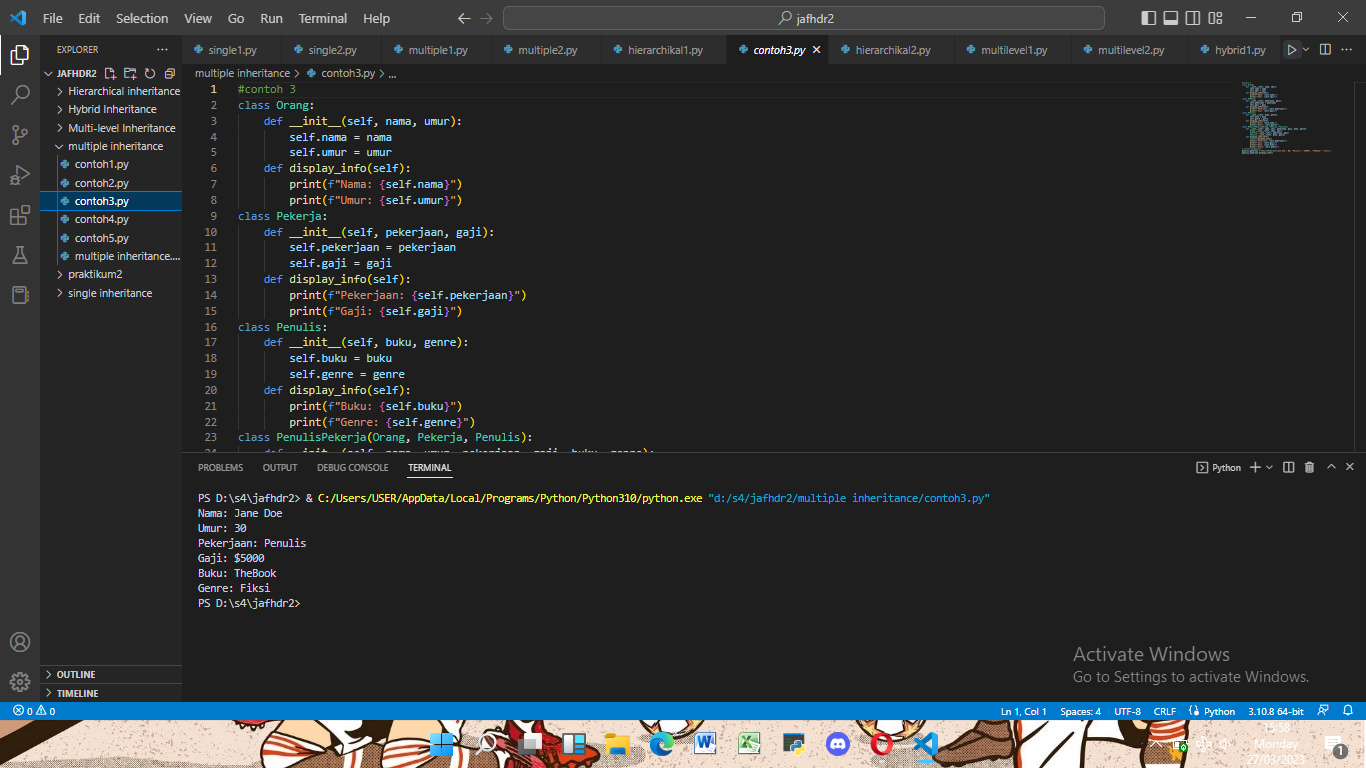 File Edit Selection View Go Run Terminal Help
jafhdr2
EXPLORER
single1.py single2.py multiple1.py multiple2.py hierarchikal1.py contoh3.py hierarchikal2.py multilevel1.py multilevel2.py hybrid1.py
JAFHDR2
Hierarchical inheritance
Hybrid Inheritance
Multi-level Inheritance
multiple inheritance
contoh1.py
contoh2.py
contoh3.py
contoh4.py
contoh5.py
multiple inheritance....
praktikum2
single inheritance
OUTLINE
TIMELINE
multiple inheritance > contoh3.py > ...
1 #contoh 3
2 class Orang:
3 def __init__(self, nama, umur):
4 self.nama = nama
5 self.umur = umur
6 def display_info(self):
7 print(f"Nama: {self.nama}")
8 print(f"Umur: {self.umur}")
9 class Pekerja:
10 def __init__(self, pekerjaan, gaji):
11 self.pekerjaan = pekerjaan
12 self.gaji = gaji
13 def display_info(self):
14 print(f"Pekerjaan: {self.pekerjaan}")
15 print(f"Gaji: {self.gaji}")
16 class Penulis:
17 def __init__(self, buku, genre):
18 self.buku = buku
19 self.genre = genre
20 def display_info(self):
21 print(f"Buku: {self.buku}")
22 print(f"Genre: {self.genre}")
23 class PenulisPekerja(Orang, Pekerja, Penulis):
24 def __init__(self, nama, umur, pekerjaan, gaji, buku, genre):
PROBLEMS OUTPUT DEBUG CONSOLE TERMINAL
Python
PS D:\s4\jafhdr2> & C:/Users/USER/AppData/Local/Programs/Python/Python310/python.exe "d:/s4/jafhdr2/multiple inheritance/contoh3.py"
Nama: Jane Doe
Umur: 30
Pekerjaan: Penulis
Gaji: $5000
Buku: TheBook
Genre: Fiksi
PS D:\s4\jafhdr2>
Activate Windows
Go to Settings to activate Windows.
0 0
Ln 1, Col 1 Spaces: 4 UTF-8 CRLF Python 3.10.8 64-bit
15:58
Monday
27/03/2023
1